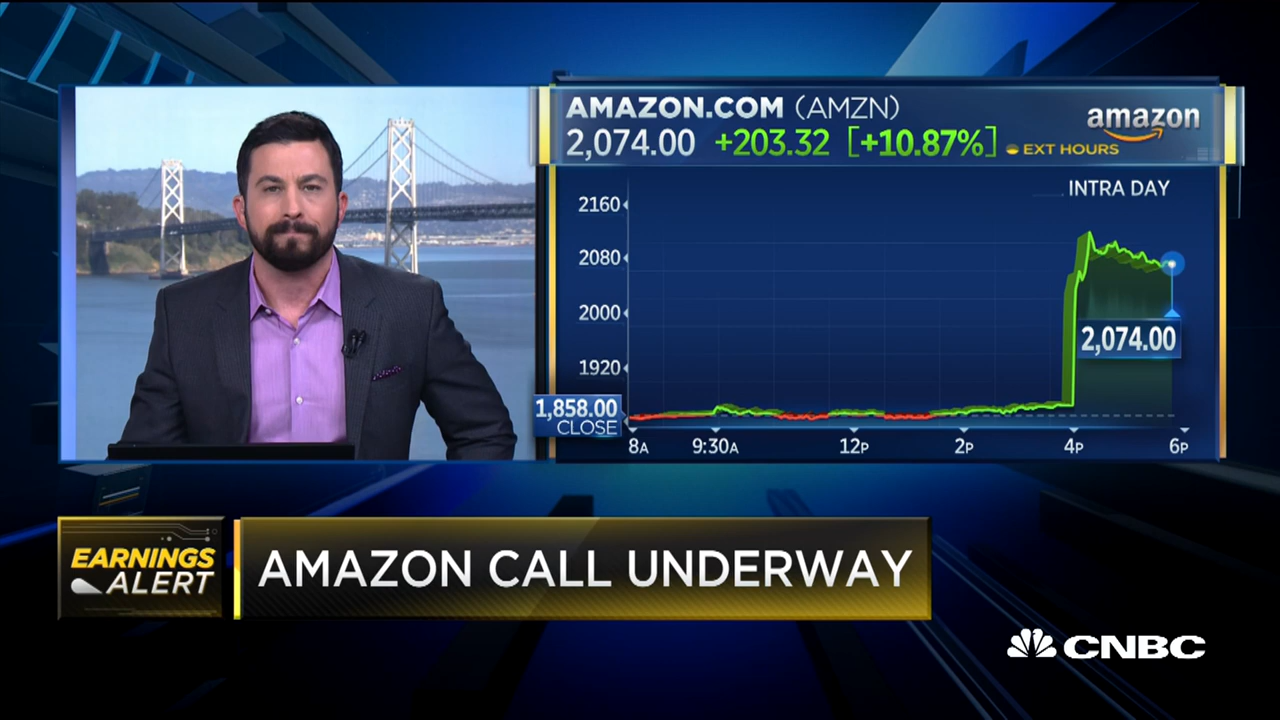 AMAZON.COM (AMZN)
2,074.00 +203.32 [+10.87%] EXT HOURS
amazon
INTRA DAY
2160
2080
2000
1920
2,074.00
1,858.00
CLOSE
8A 9:30A 12P 2P 4P 6P
EARNINGS
ALERT
AMAZON CALL UNDERWAY
CNBC